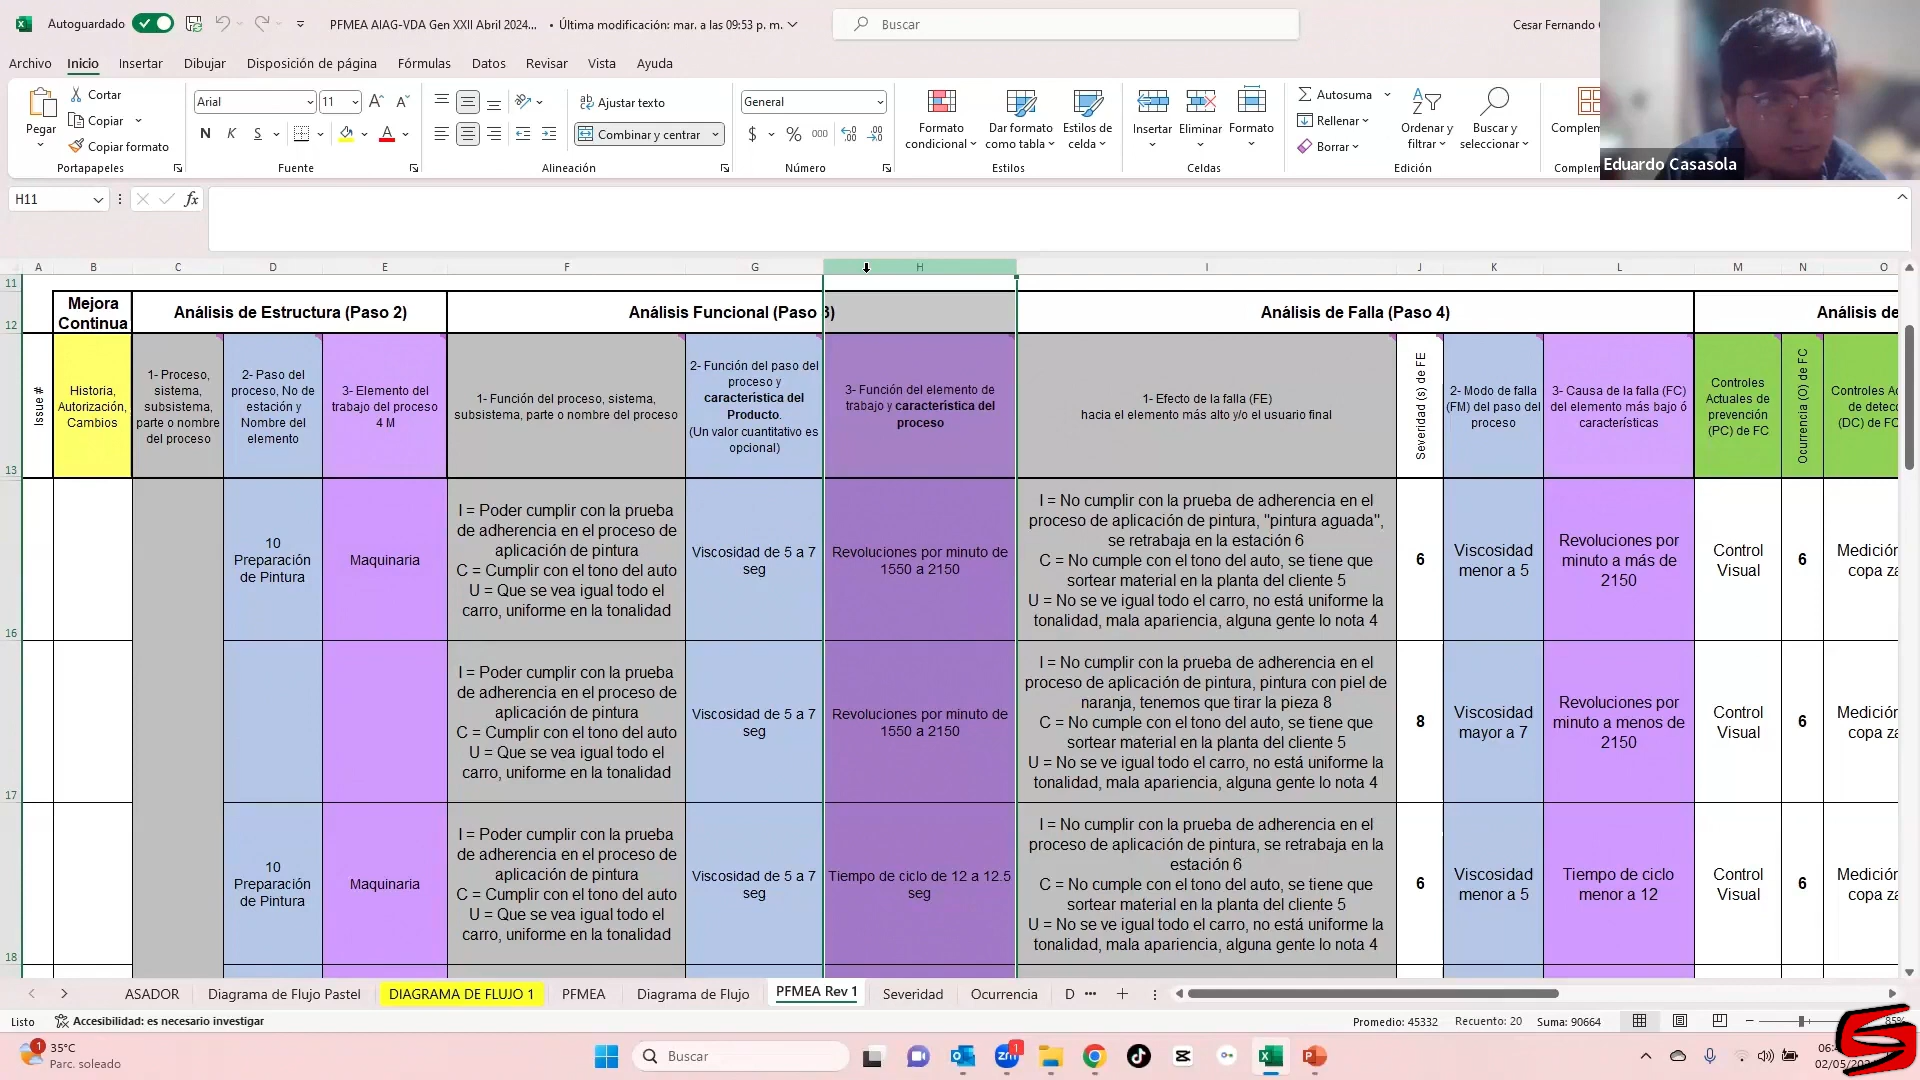 Autoguardado
PFMEA AIAG-VDA Gen XXII Abril 2024... • Última modificación: mar. a las 09:53 p. m.
Buscar
Cesar Fernando
Archivo Inicio Insertar Dibujar Disposición de página Fórmulas Datos Revisar Vista Ayuda
Pegar
Cortar
Copiar
Copiar formato
Portapapeles
Arial 11
N K S
Fuente
Ajustar texto
Combinar y centrar
Alineación
General
$ % 000
Número
Formato
condicional
Dar formato
como tabla
Estilos de
celda
Estilos
Insertar
Eliminar
Formato
Celdas
Autosuma
Rellenar
Borrar
Ordenar y
filtrar
Buscar y
seleccionar
Edición
Eduardo Casasola
H11
fx
A B C D E F G H I J K L M N O
11
12
Mejora
Continua
Análisis de Estructura (Paso 2)
Análisis Funcional (Paso 3)
Análisis de Falla (Paso 4)
Análisis de
13
Issue #
Historia,
Autorización,
Cambios
1- Proceso,
sistema,
subsistema,
parte o nombre
del proceso
2- Paso del
proceso, No de
estación y
Nombre del
elemento
3- Elemento del
trabajo del proceso
4 M
1- Función del proceso, sistema,
subsistema, parte o nombre del proceso
2- Función del paso del
proceso y
característica del
Producto.
(Un valor cuantitativo es
opcional)
3- Función del elemento de
trabajo y característica del
proceso
1- Efecto de la falla (FE)
hacia el elemento más alto y/o el usuario final
Severidad (s) de FE
2- Modo de falla
(FM) del paso del
proceso
3- Causa de la falla (FC)
del elemento más bajo ó
características
Controles
Actuales de
prevención
(PC) de FC
Ocurrencia (O) de FC
Controles
de
(DC) de
16
10
Preparación
de Pintura
Maquinaria
I = Poder cumplir con la prueba
de adherencia en el proceso de
aplicación de pintura
C = Cumplir con el tono del auto
U = Que se vea igual todo el
carro, uniforme en la tonalidad
Viscosidad de 5 a 7
seg
Revoluciones por minuto de
1550 a 2150
I = No cumplir con la prueba de adherencia en el
proceso de aplicación de pintura, "pintura aguada",
se retrabaja en la estación 6
C = No cumple con el tono del auto, se tiene que
sortear material en la planta del cliente 5
U = No se ve igual todo el carro, no está uniforme la
tonalidad, mala apariencia, alguna gente lo nota 4
6
Viscosidad
menor a 5
Revoluciones por
minuto a más de
2150
Control
Visual
6
Medición
copa
17
I = Poder cumplir con la prueba
de adherencia en el proceso de
aplicación de pintura
C = Cumplir con el tono del auto
U = Que se vea igual todo el
carro, uniforme en la tonalidad
Viscosidad de 5 a 7
seg
Revoluciones por minuto de
1550 a 2150
I = No cumplir con la prueba de adherencia en el
proceso de aplicación de pintura, pintura con piel de
naranja, tenemos que tirar la pieza 8
C = No cumple con el tono del auto, se tiene que
sortear material en la planta del cliente 5
U = No se ve igual todo el carro, no está uniforme la
tonalidad, mala apariencia, alguna gente lo nota 4
8
Viscosidad
mayor a 7
Revoluciones por
minuto a menos de
2150
Control
Visual
6
Medición
copa
18
10
Preparación
de Pintura
Maquinaria
I = Poder cumplir con la prueba
de adherencia en el proceso de
aplicación de pintura
C = Cumplir con el tono del auto
U = Que se vea igual todo el
carro, uniforme en la tonalidad
Viscosidad de 5 a 7
seg
Tiempo de ciclo de 12 a 12.5
seg
I = No cumplir con la prueba de adherencia en el
proceso de aplicación de pintura, se retrabaja en la
estación 6
C = No cumple con el tono del auto, se tiene que
sortear material en la planta del cliente 5
U = No se ve igual todo el carro, no está uniforme la
tonalidad, mala apariencia, alguna gente lo nota 4
6
Viscosidad
menor a 5
Tiempo de ciclo
menor a 12
Control
Visual
6
Medición
copa
ASADOR Diagrama de Flujo Pastel DIAGRAMA DE FLUJO 1 PFMEA Diagrama de Flujo PFMEA Rev 1 Severidad Ocurrencia D
Listo Accesibilidad: es necesario investigar
Promedio: 45332 Recuento: 20 Suma: 90664
35°C
Parc. soleado
Buscar